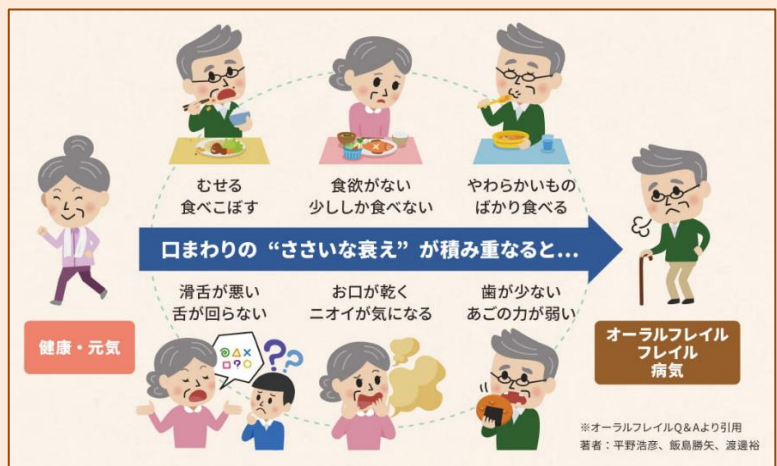 むせる
食べこぼす
食欲がない
少ししか食べない
やわらかいもの
ばかり食べる
口まわりの“ささいな衰え”が積み重なると…
健康・元気
滑舌が悪い
舌が回らない
お口が乾く
ニオイが気になる
歯が少ない
あごの力が弱い
オーラルフレイル
フレイル
病気
※オーラルフレイルQ&Aより引用
著者：平野浩彦、飯島勝矢、渡邊裕